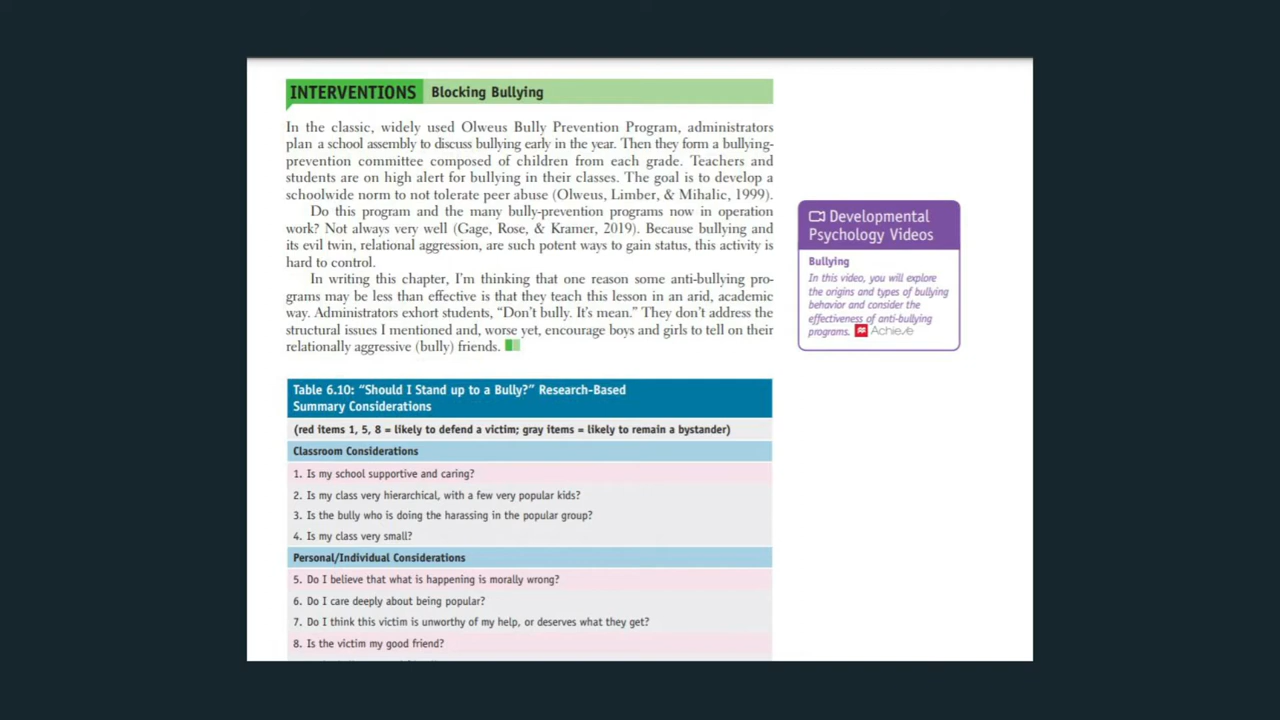 INTERVENTIONS Blocking Bullying
In the classic, widely used Olweus Bully Prevention Program, administrators
plan a school assembly to discuss bullying early in the year. Then they form a bullying-
prevention committee composed of children from each grade. Teachers and
students are on high alert for bullying in their classes. The goal is to develop a
schoolwide norm to not tolerate peer abuse (Olweus, Limber, & Mihalic, 1999).
Do this program and the many bully-prevention programs now in operation
work? Not always very well (Gage, Rose, & Kramer, 2019). Because bullying and
its evil twin, relational aggression, are such potent ways to gain status, this activity is
hard to control.
In writing this chapter, I'm thinking that one reason some anti-bullying pro-
grams may be less than effective is that they teach this lesson in an arid, academic
way. Administrators exhort students, "Don't bully. It's mean." They don't address the
structural issues I mentioned and, worse yet, encourage boys and girls to tell on their
relationally aggressive (bully) friends.
Developmental
Psychology Videos
Bullying
In this video, you will explore
the origins and types of bullying
behavior and consider the
effectiveness of anti-bullying
programs. Achieve
Table 6.10: "Should I Stand up to a Bully?" Research-Based
Summary Considerations
(red items 1, 5, 8 = likely to defend a victim; gray items = likely to remain a bystander)
Classroom Considerations
1. Is my school supportive and caring?
2. Is my class very hierarchical, with a few very popular kids?
3. Is the bully who is doing the harassing in the popular group?
4. Is my class very small?
Personal/Individual Considerations
5. Do I believe that what is happening is morally wrong?
6. Do I care deeply about being popular?
7. Do I think this victim is unworthy of my help, or deserves what they get?
8. Is the victim my good friend?